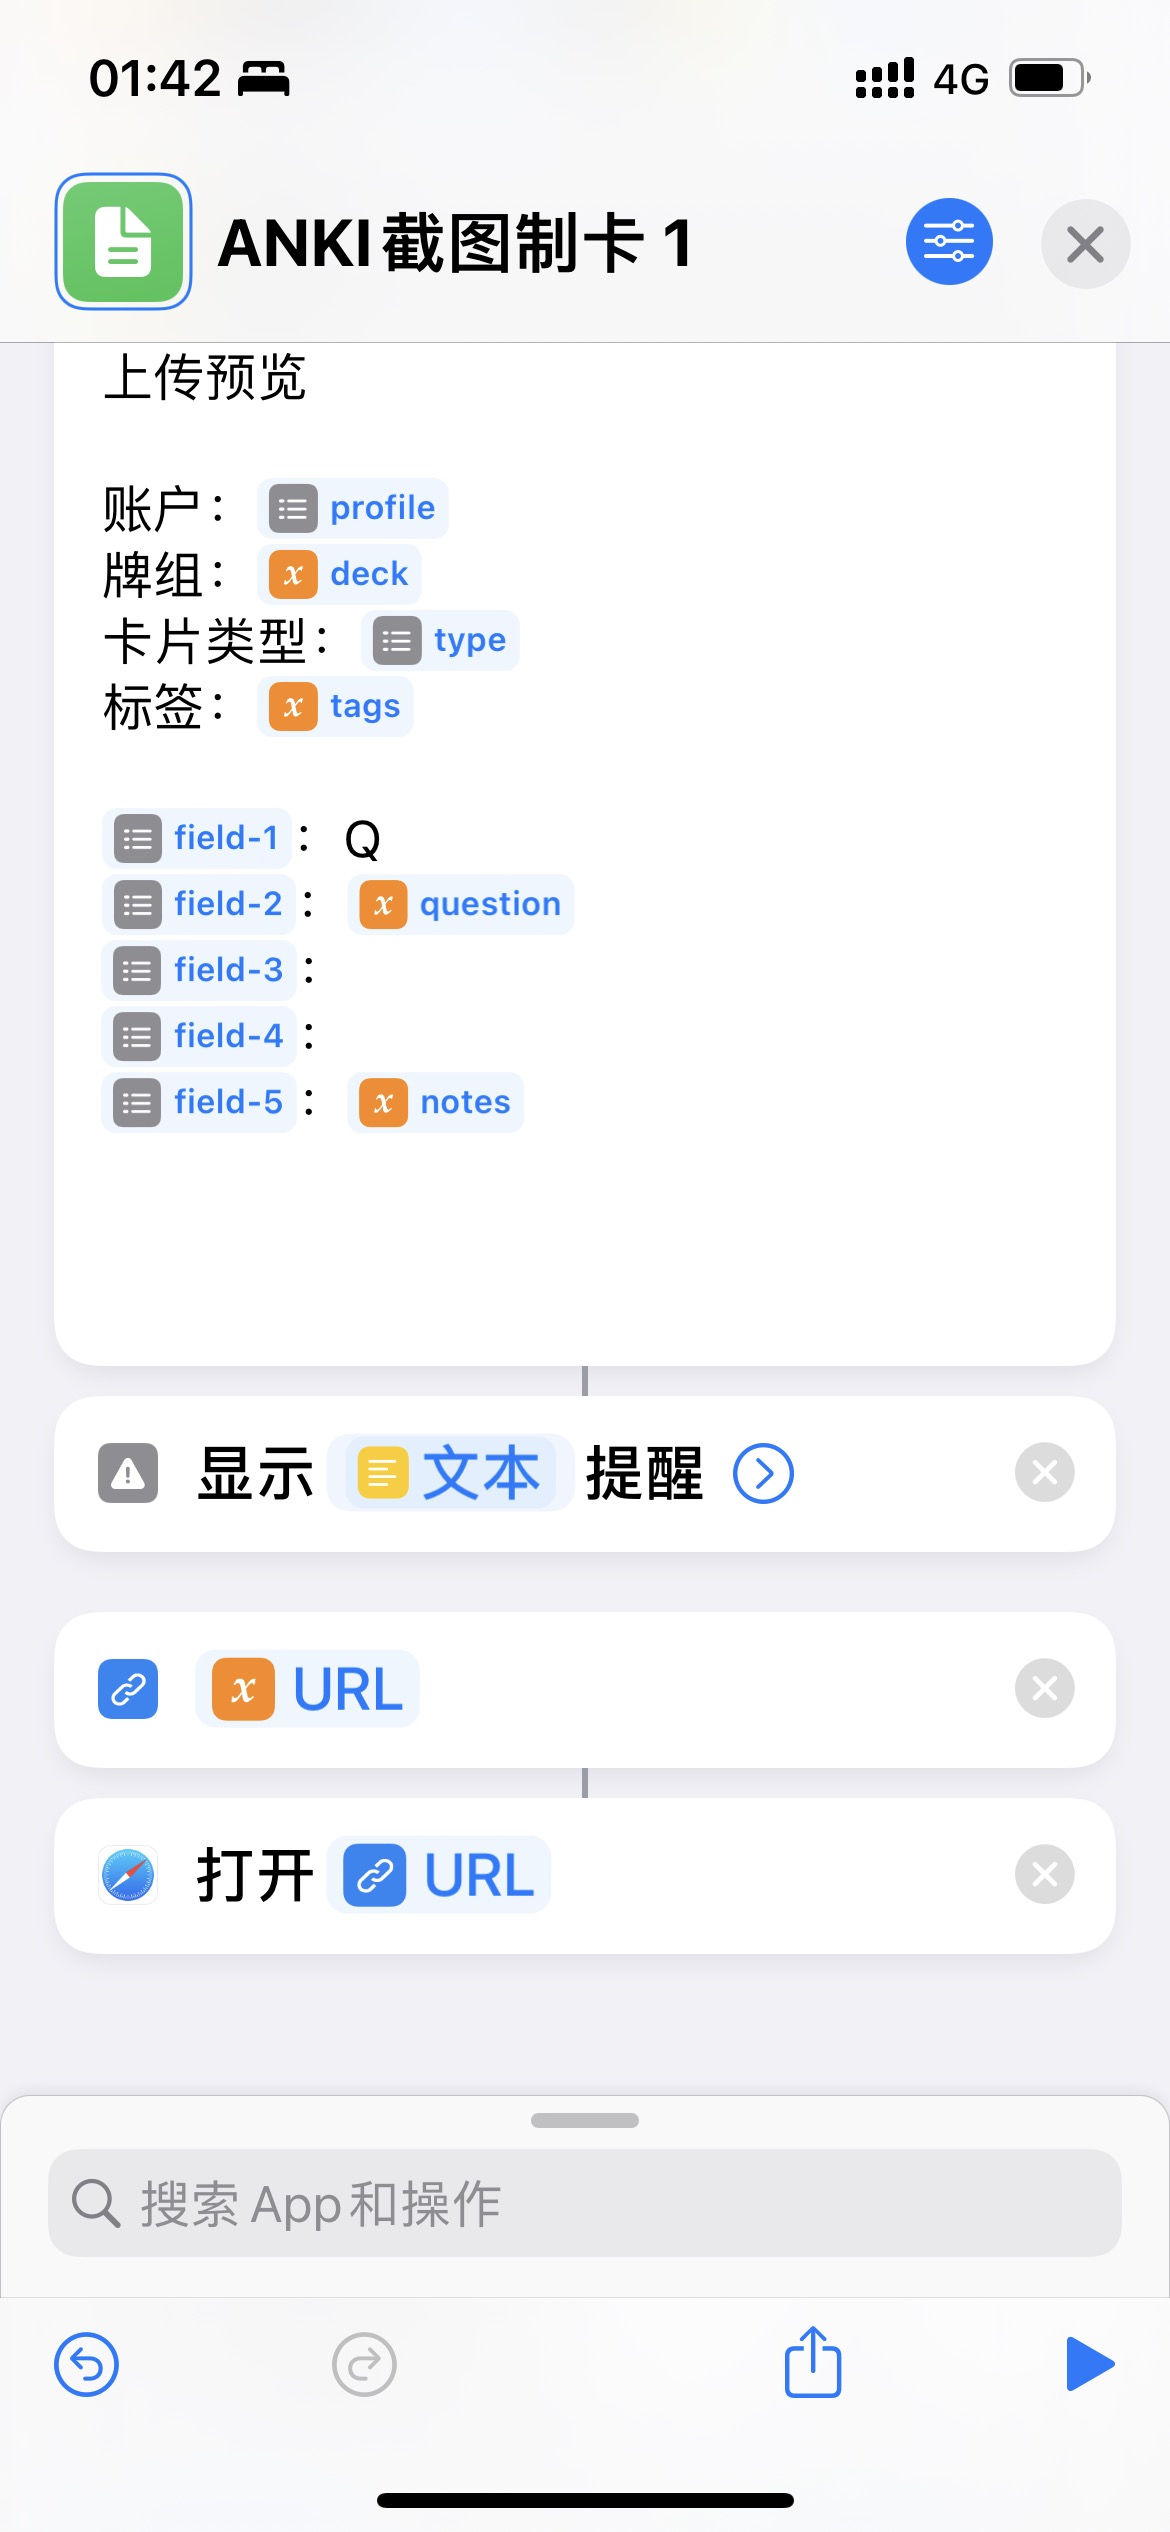 01:42
4G
ANKI截图制卡 1
上传预览
账户： profile
牌组： deck
卡片类型： type
标签： tags
field-1： Q
field-2： question
field-3：
field-4：
field-5： notes
显示 文本 提醒
URL
打开 URL
搜索 App 和操作